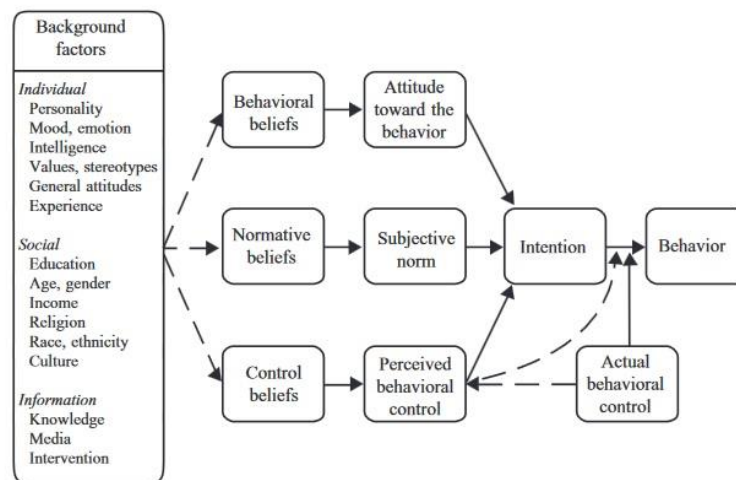 Background
factors
Individual
Personality
Mood, emotion
Intelligence
Values, stereotypes
General attitudes
Experience
Social
Education
Age, gender
Income
Religion
Race, ethnicity
Culture
Information
Knowledge
Media
Intervention
Behavioral
beliefs
Attitude
toward the
behavior
Normative
beliefs
Subjective
norm
Intention
Behavior
Control
beliefs
Perceived
behavioral
control
Actual
behavioral
control